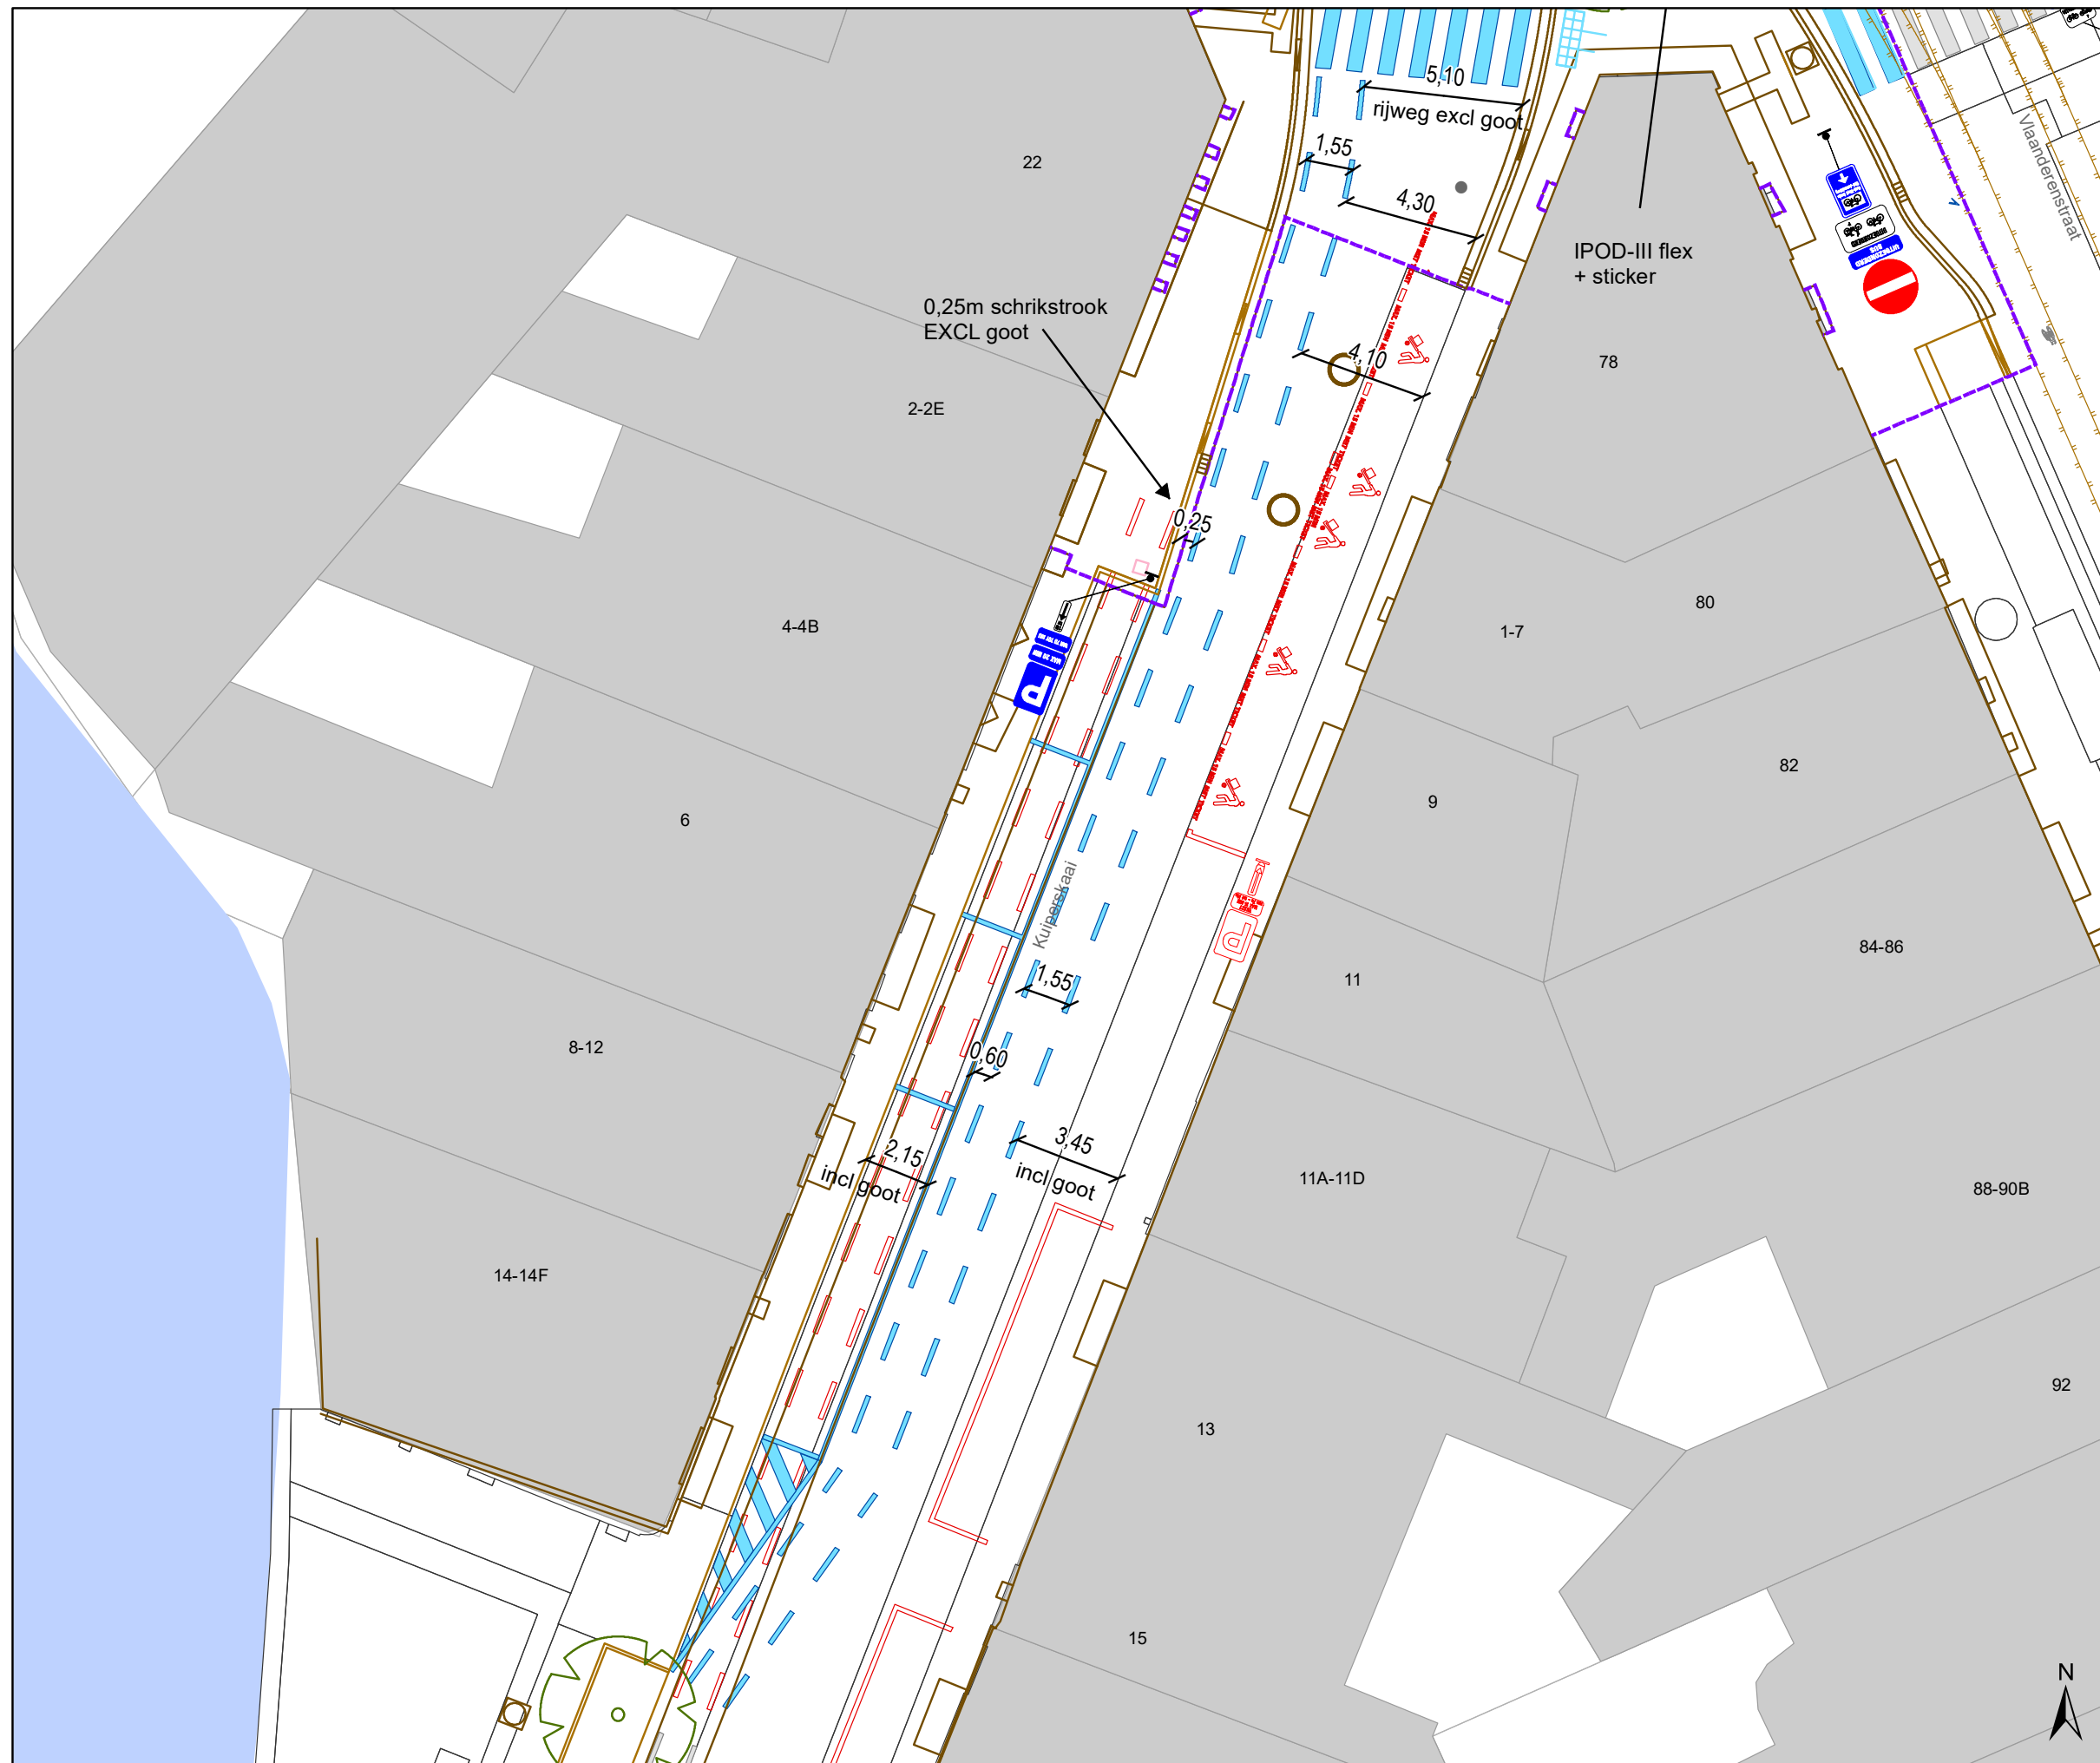 5,10
rijweg excl goot
1,55
4,30
Vlaanderenstraat
22
IPOD-III flex
+ sticker
0,25m schrikstrook
EXCL goot
4,10
78
2-2E
0,25
4-4B
1-7
80
82
9
6
Kuiperskaai
P
P
84-86
11
1,55
8-12
0,60
3,45
incl goot
2,15
incl goot
11A-11D
88-90B
14-14F
92
13
15
N